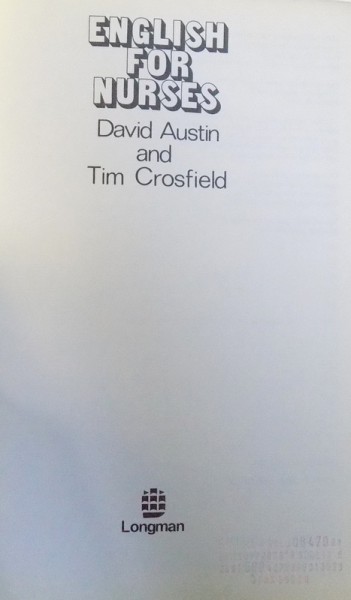 ENGLISH
FOR
NURSES
David Austin
and
Tim Crosfield
Longman